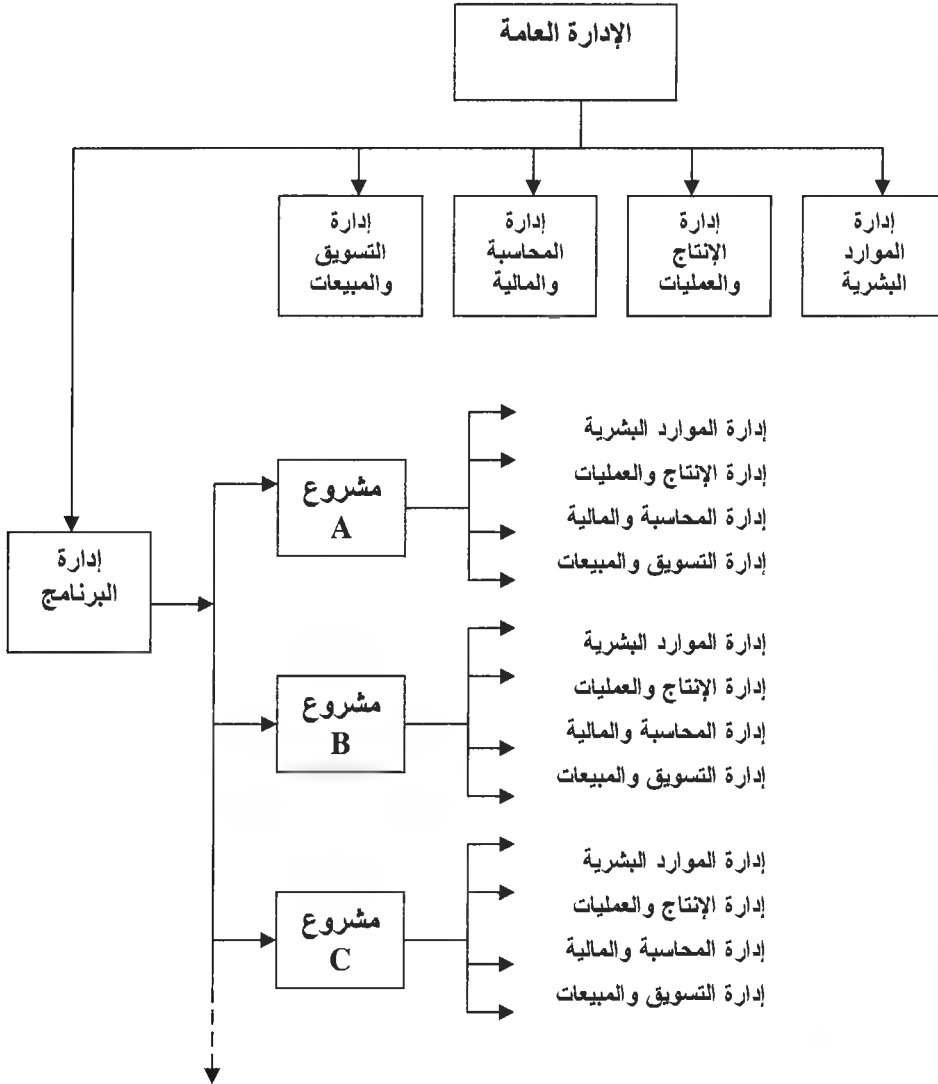 الإدارة العامة
إدارة
الموارد
البشرية
إدارة
الإنتاج
والعمليات
إدارة
المحاسبة
والمالية
إدارة
التسويق
والمبيعات
إدارة
البرنامج
مشروع
A
إدارة الموارد البشرية
إدارة الإنتاج والعمليات
إدارة المحاسبة والمالية
إدارة التسويق والمبيعات
مشروع
B
إدارة الموارد البشرية
إدارة الإنتاج والعمليات
إدارة المحاسبة والمالية
إدارة التسويق والمبيعات
مشروع
C
إدارة الموارد البشرية
إدارة الإنتاج والعمليات
إدارة المحاسبة والمالية
إدارة التسويق والمبيعات